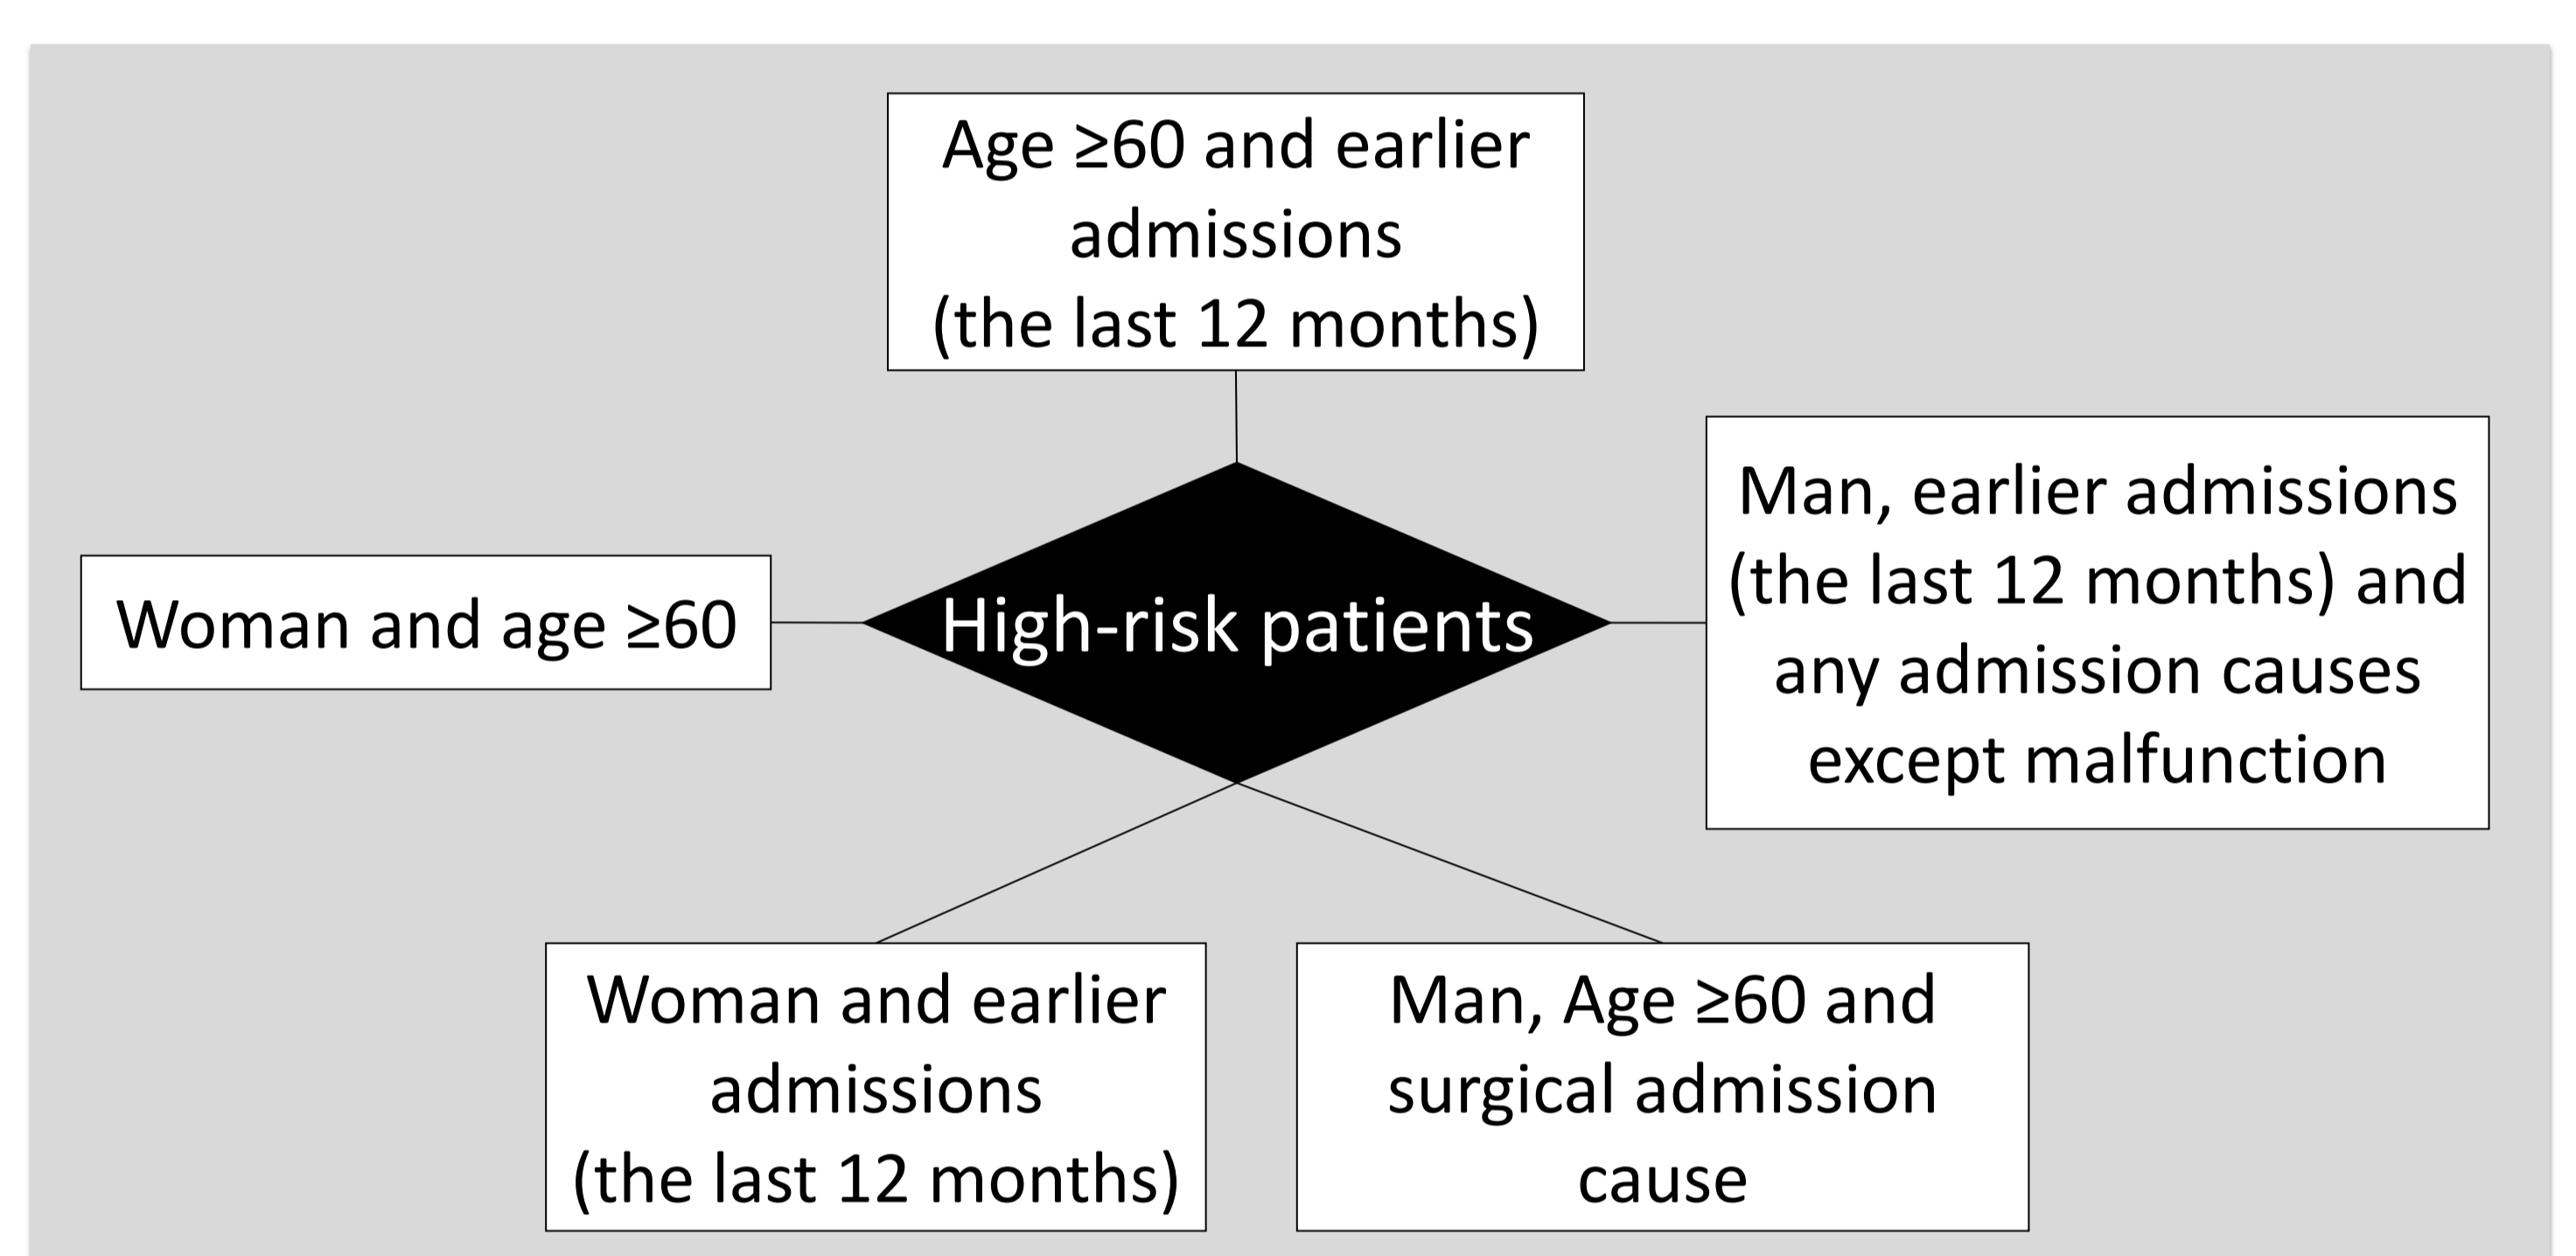 Age ≥60 and earlier
admissions
(the last 12 months)
Woman and age ≥60
High-risk patients
Man, earlier admissions
(the last 12 months) and
any admission causes
except malfunction
Woman and earlier
admissions
(the last 12 months)
Man, Age ≥60 and
surgical admission
cause